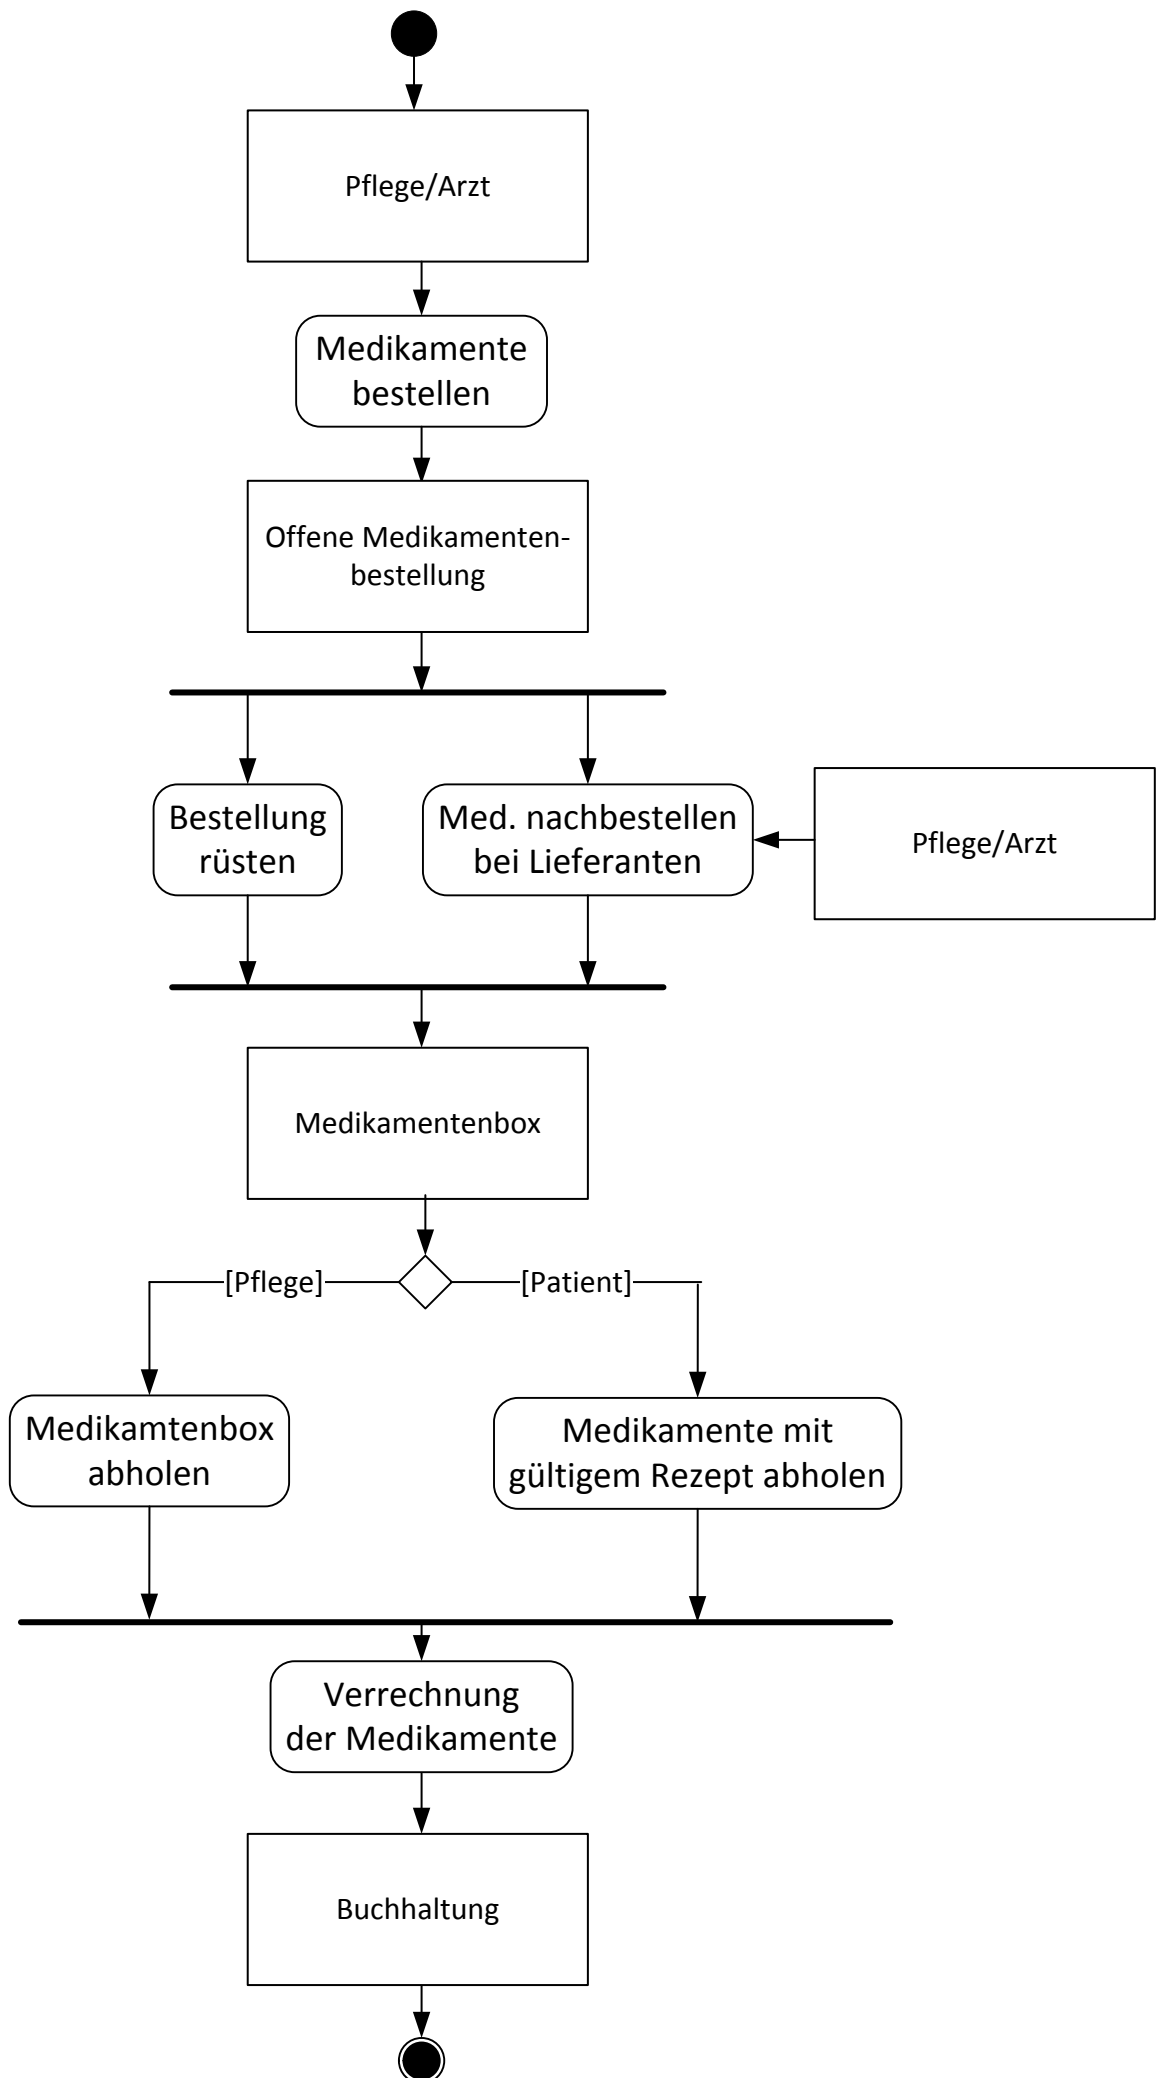 Pflege/Arzt
Medikamente
bestellen
Offene Medikamenten-
bestellung
Bestellung
rüsten
Med. nachbestellen
bei Lieferanten
Pflege/Arzt
Medikamentenbox
[Pflege]
[Patient]
Medikamtenbox
abholen
Medikamente mit
gültigem Rezept abholen
Verrechnung
der Medikamente
Buchhaltung